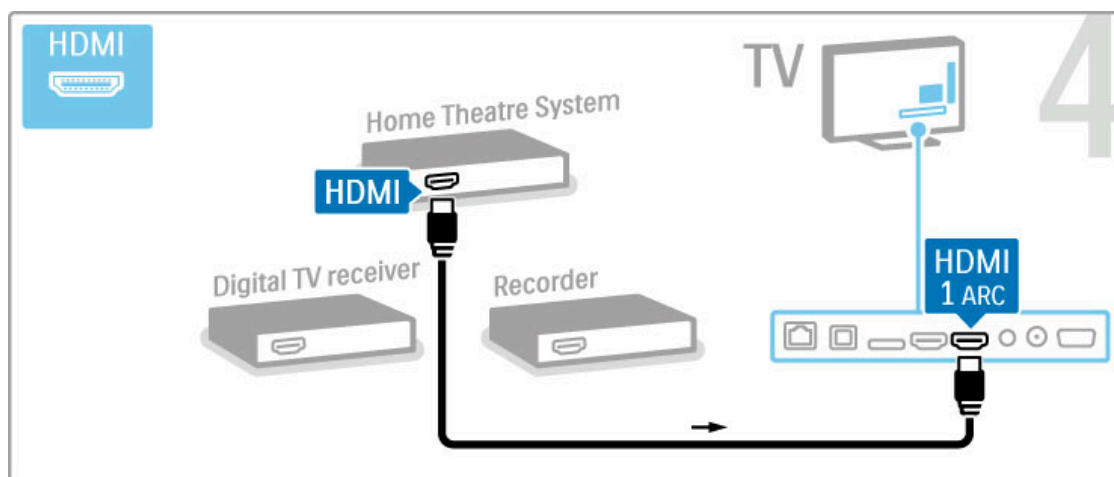 HDMI
TV
4
Home Theatre System
HDMI
Digital TV receiver
Recorder
HDMI
1 ARC